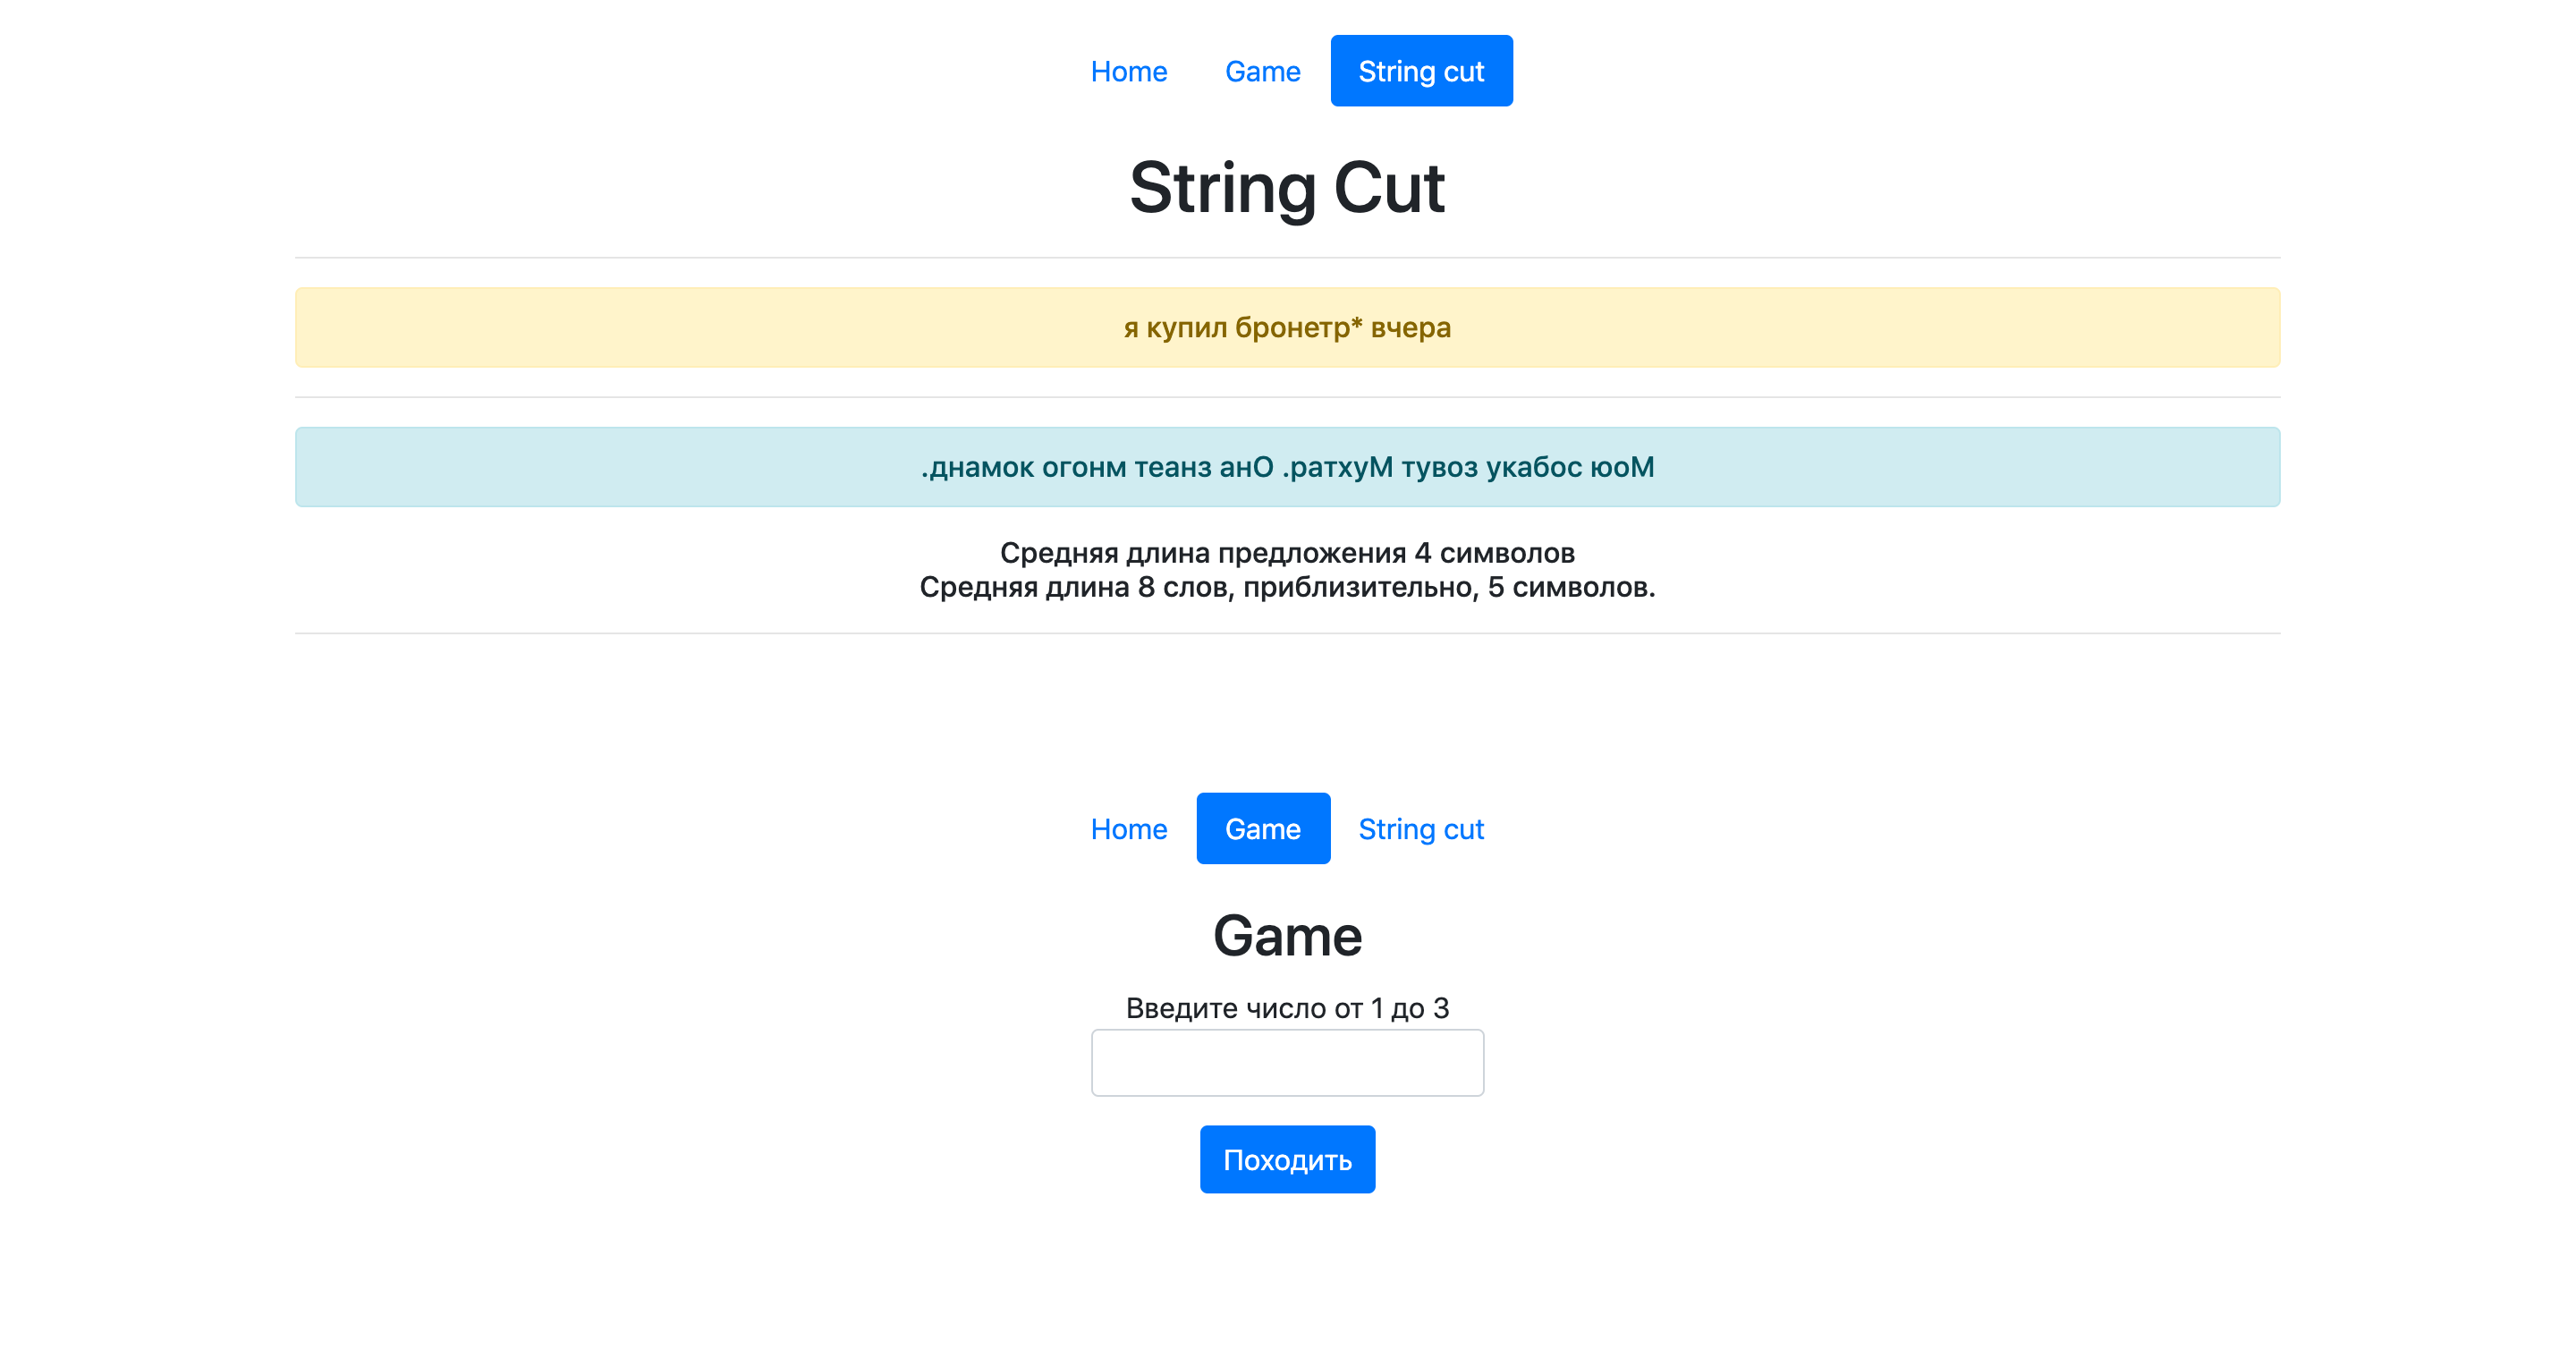 Home Game String cut
String Cut
я купил бронетр* вчера
.днамок огонм теанз анО .ратхуМ тувоз укабос юоМ
Средняя длина предложения 4 символов
Средняя длина 8 слов, приблизительно, 5 символов.
Home Game String cut
Game
Введите число от 1 до 3
Походить